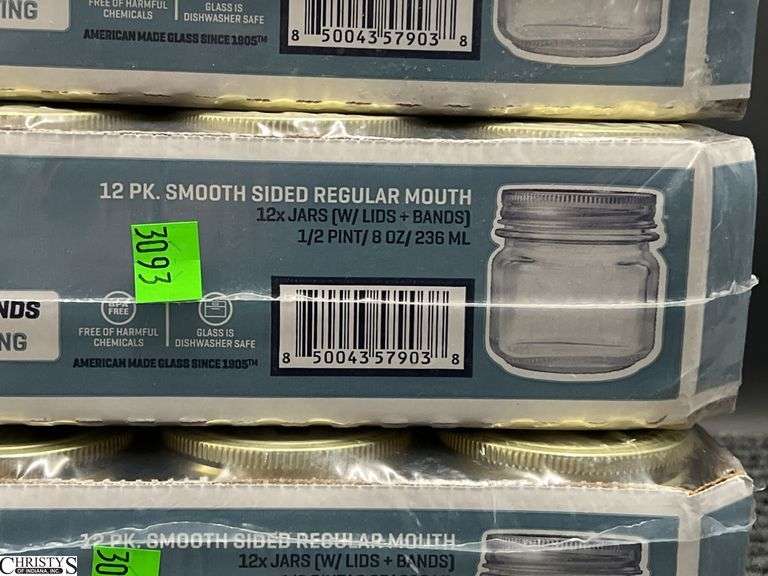 TING
FREE OF HARMFUL
CHEMICALS
GLASS IS
DISHWASHER SAFE
AMERICAN MADE GLASS SINCE 1905™
8 50043 57903 8
12 PK. SMOOTH SIDED REGULAR MOUTH
12x JARS (W/ LIDS + BANDS)
1/2 PINT/ 8 OZ/ 236 ML
3093
NDS
NG
BPA
FREE
FREE OF HARMFUL
CHEMICALS
GLASS IS
DISHWASHER SAFE
AMERICAN MADE GLASS SINCE 1905™
8 50043 57903 8
12 PK. SMOOTH SIDED REGULAR MOUTH
30
12x JARS (W/ LIDS + BANDS)
CHRISTY'S
OF INDIANA, INC.